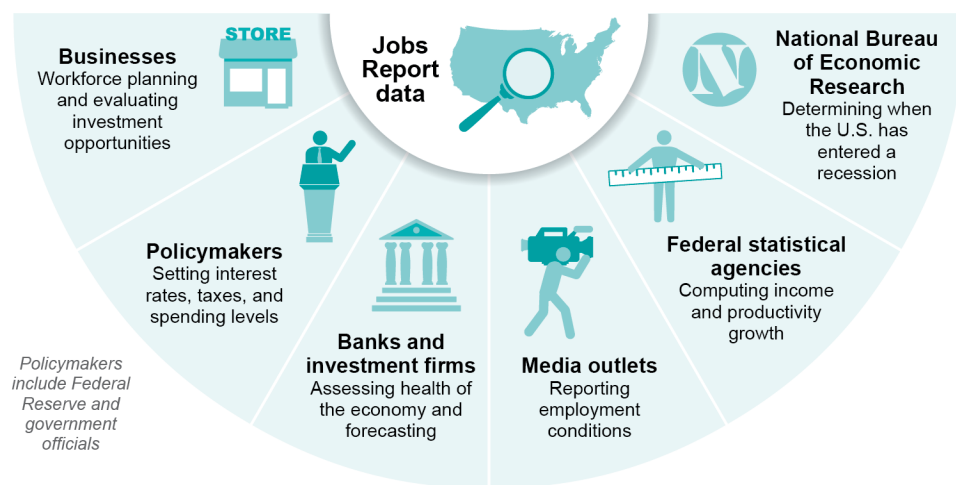 Jobs
Report
data
STORE
Businesses
Workforce planning
and evaluating
investment
opportunities
Policymakers
Setting interest
rates, taxes, and
spending levels
Banks and
investment firms
Assessing health of
the economy and
forecasting
Media outlets
Reporting
employment
conditions
Federal statistical
agencies
Computing income
and productivity
growth
N
National Bureau
of Economic
Research
Determining when
the U.S. has
entered a
recession
Policymakers
include Federal
Reserve and
government
officials